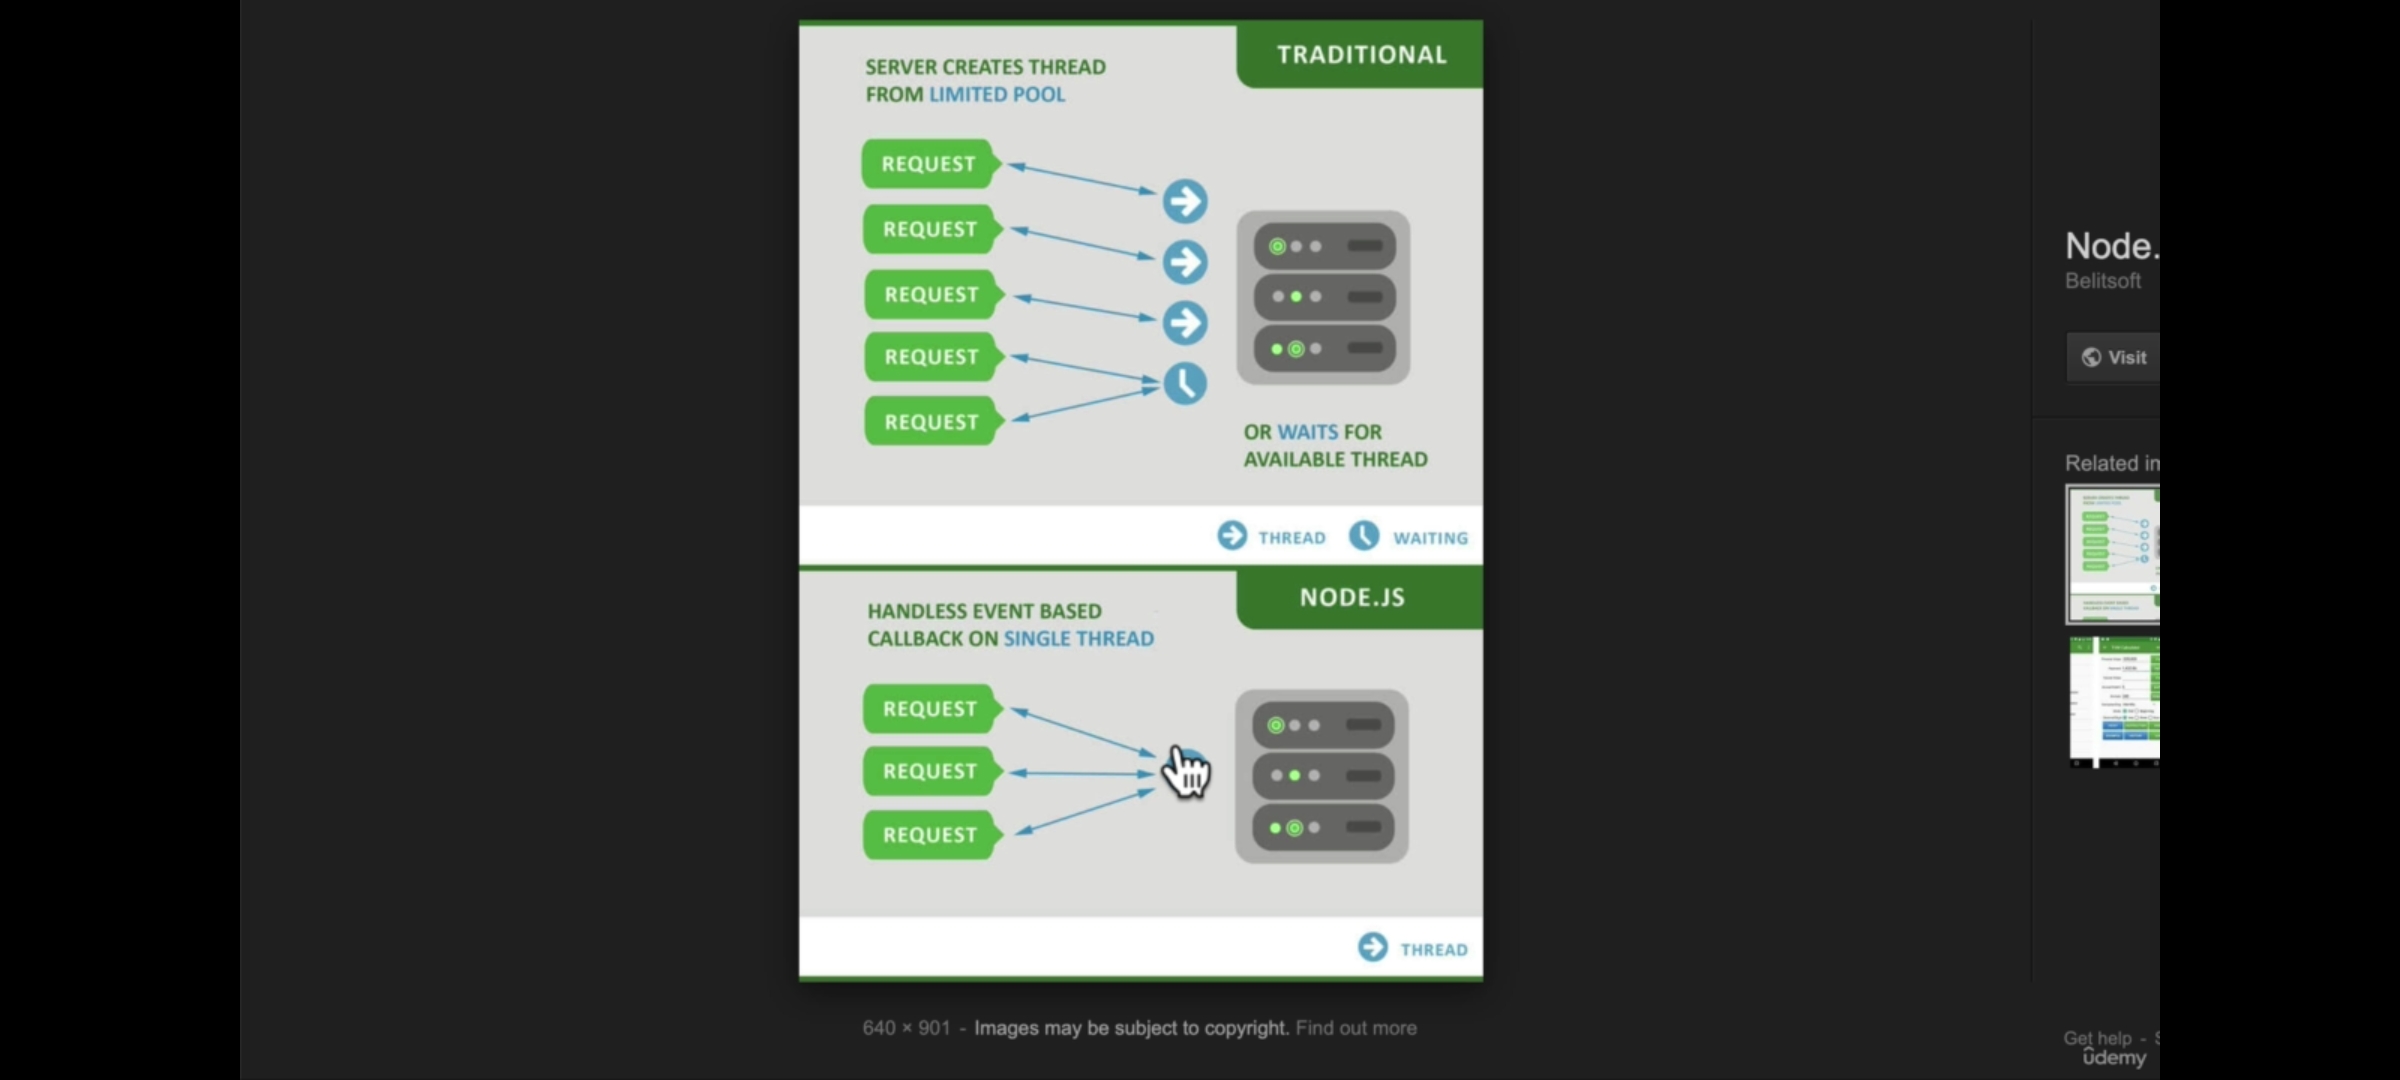 TRADITIONAL
SERVER CREATES THREAD
FROM LIMITED POOL
REQUEST
REQUEST
REQUEST
REQUEST
REQUEST
OR WAITS FOR
AVAILABLE THREAD
THREAD
WAITING
NODE.JS
HANDLESS EVENT BASED
CALLBACK ON SINGLE THREAD
REQUEST
REQUEST
REQUEST
THREAD
640 × 901 - Images may be subject to copyright. Find out more
Node.
Belitsoft
Visit
Related
Get help -
ûdemy